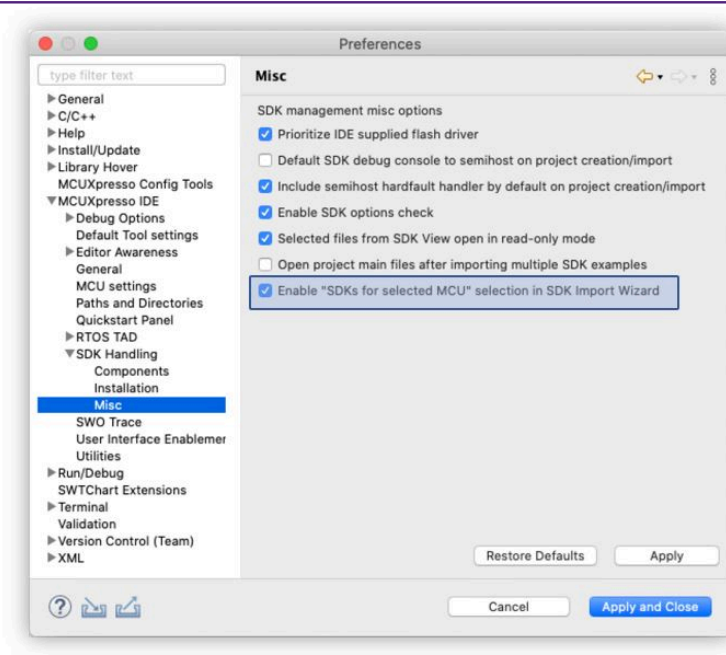 Preferences
type filter text
General
C/C++
Help
Install/Update
Library Hover
MCUXpresso Config Tools
MCUXpresso IDE
Debug Options
Default Tool settings
Editor Awareness
General
MCU settings
Paths and Directories
Quickstart Panel
RTOS TAD
SDK Handling
Components
Installation
Misc
SWO Trace
User Interface Enablemer
Utilities
Run/Debug
SWTChart Extensions
Terminal
Validation
Version Control (Team)
XML
Misc
SDK management misc options
Prioritize IDE supplied flash driver
Default SDK debug console to semihost on project creation/import
Include semihost hardfault handler by default on project creation/import
Enable SDK options check
Selected files from SDK View open in read-only mode
Open project main files after importing multiple SDK examples
Enable "SDKs for selected MCU" selection in SDK Import Wizard
Restore Defaults
Apply
?
Cancel
Apply and Close